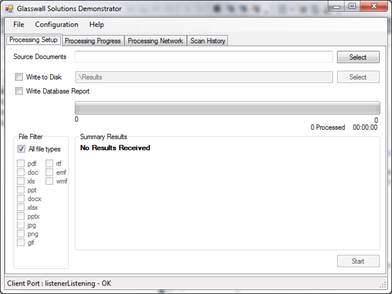 Glasswall Solutions Demonstrator
File Configuration Help
Processing Setup Processing Progress Processing Network Scan History
Source Documents Select
Write to Disk .\Results Select
Write Database Report
0 0
0 Processed 00:00:00
File Filter Summary Results
All file types No Results Received
pdf rtf
doc emf
xls wmf
ppt
docx
xlsx
pptx
jpg
png
gif
Start
Client Port : listenerListening - OK